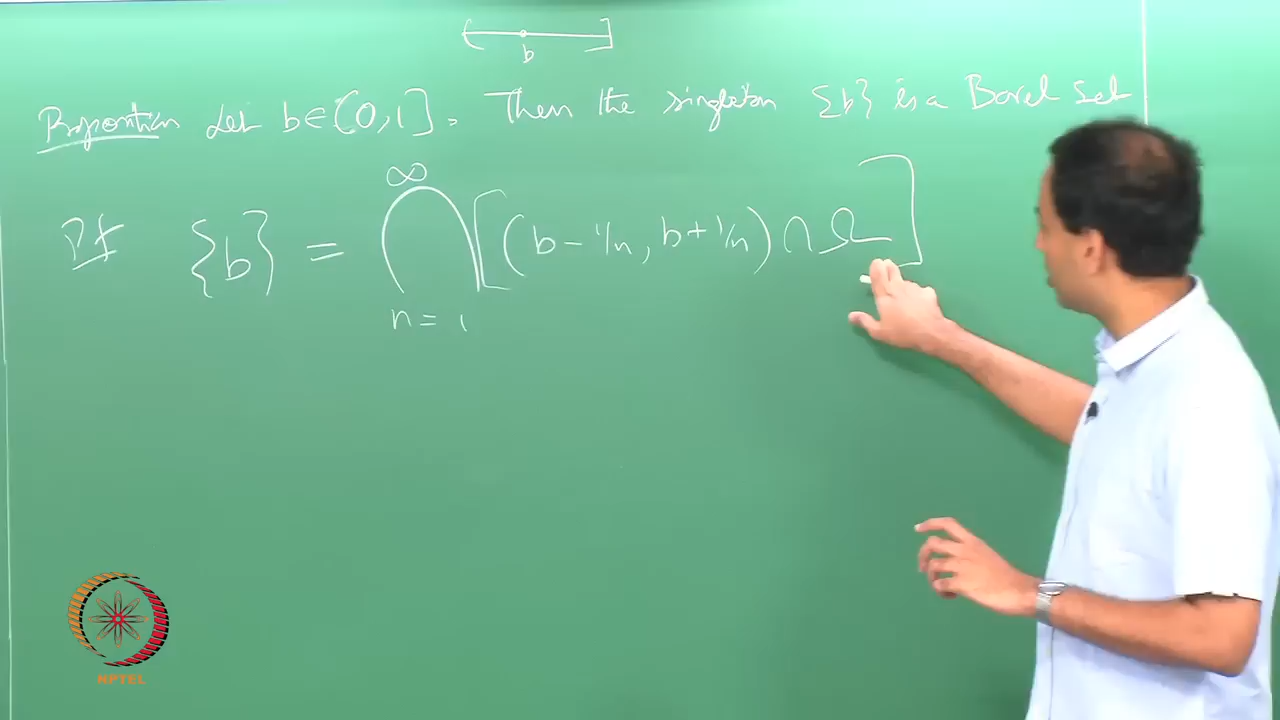 b
Proposition Let b∈[0,1]. Then the singleton {b} is a Borel set
Pf {b} = ∩ [(b-1/n, b+1/n)∩Ω]
∞
n=1
NPTEL